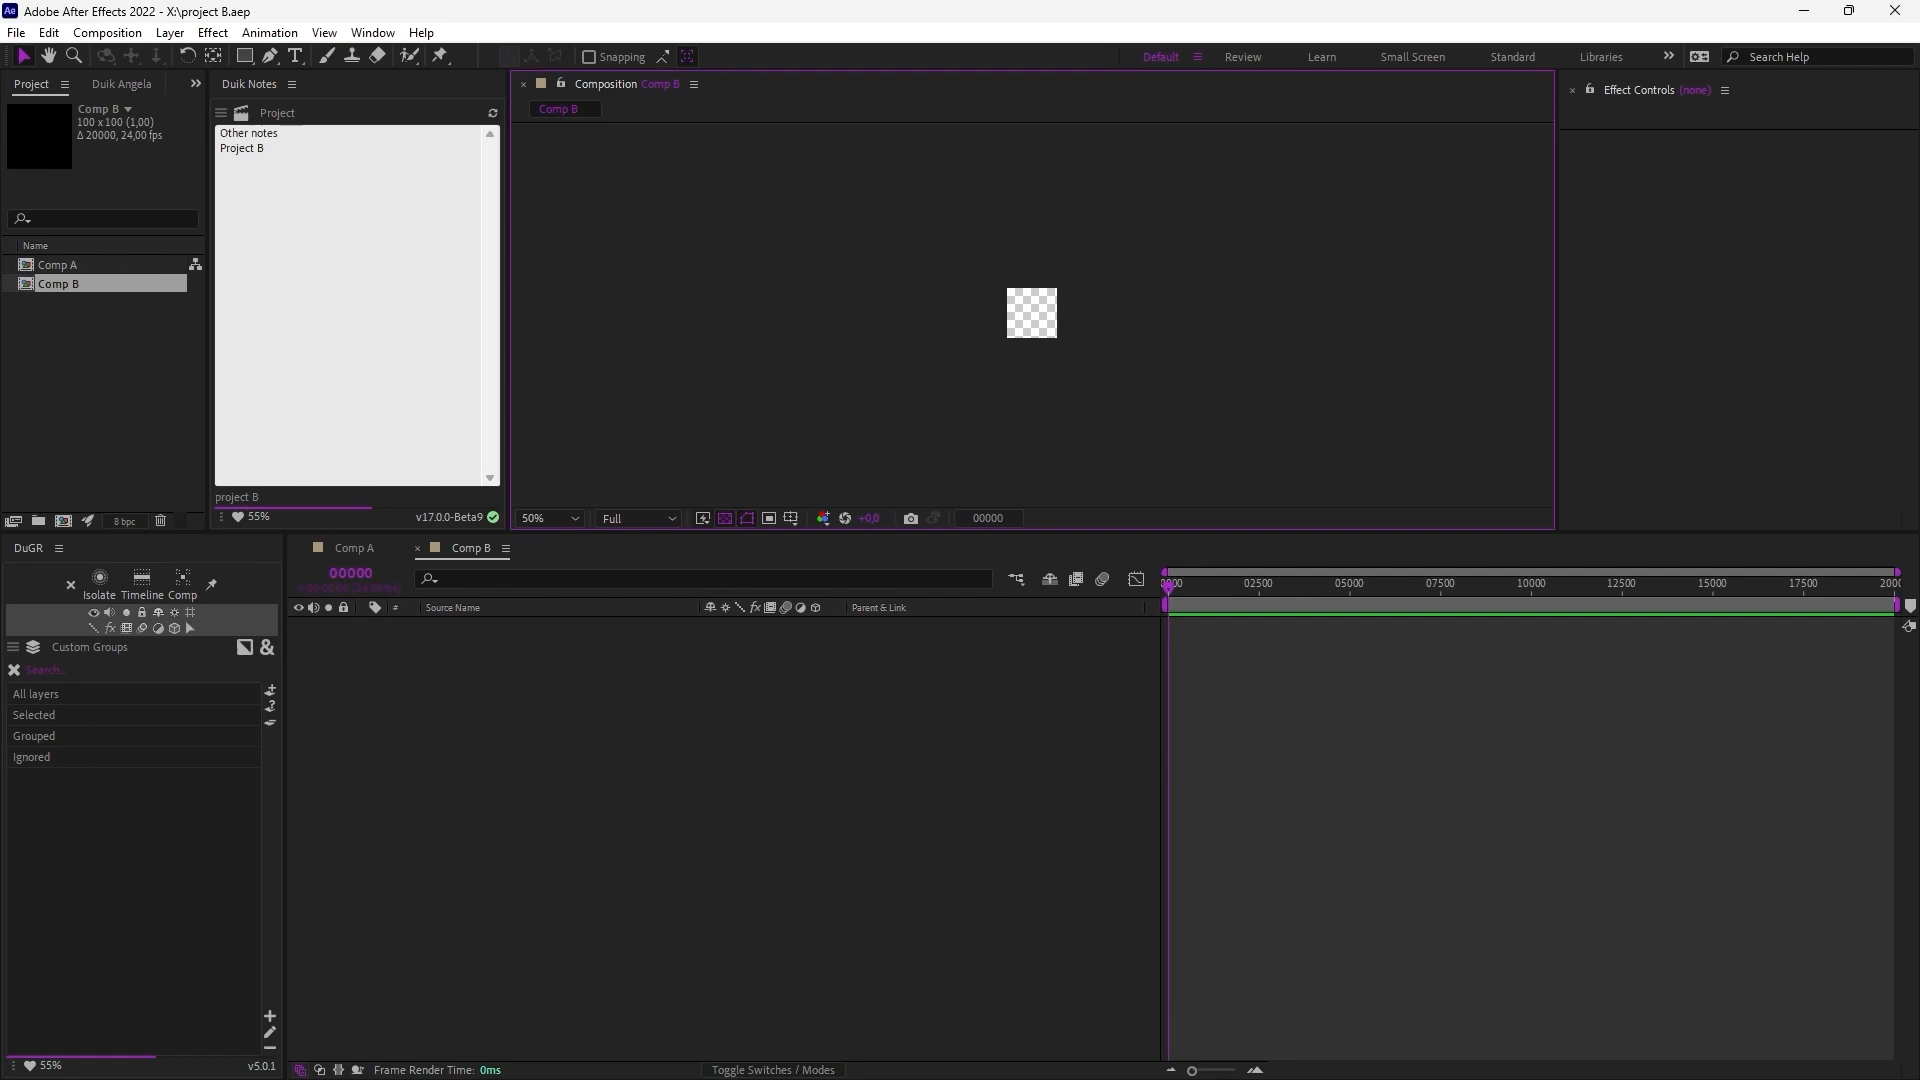 Ae Adobe After Effects 2022 - X:\project B.aep
File Edit Composition Layer Effect Animation View Window Help
Snapping Default Review Learn Small Screen Standard Libraries Search Help
Project Duik Angela
Comp B
100 x 100 (1,00)
Δ 20000, 24,00 fps
Name
Comp A
Comp B
8 bpc
Duik Notes
Project
Other notes
Project B
project B
55% v17.0.0-Beta9
Composition Comp B
Comp B
50% Full +0,0 00000
Effect Controls (none)
DuGR
Isolate Timeline Comp
Custom Groups
Search...
All layers
Selected
Grouped
Ignored
55% v5.0.1
Comp A Comp B
00000
# Source Name fx Parent & Link
02500 05000 07500 10000 12500 15000 17500
Frame Render Time: 0ms Toggle Switches / Modes